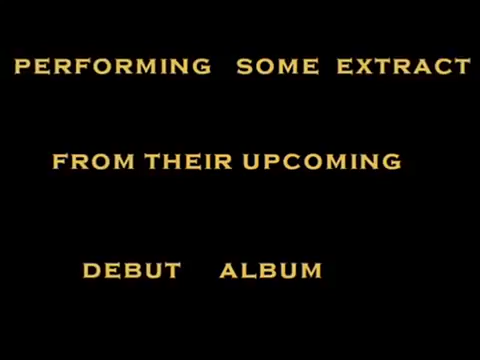 PERFORMING SOME EXTRACT
FROM THEIR UPCOMING
DEBUT ALBUM